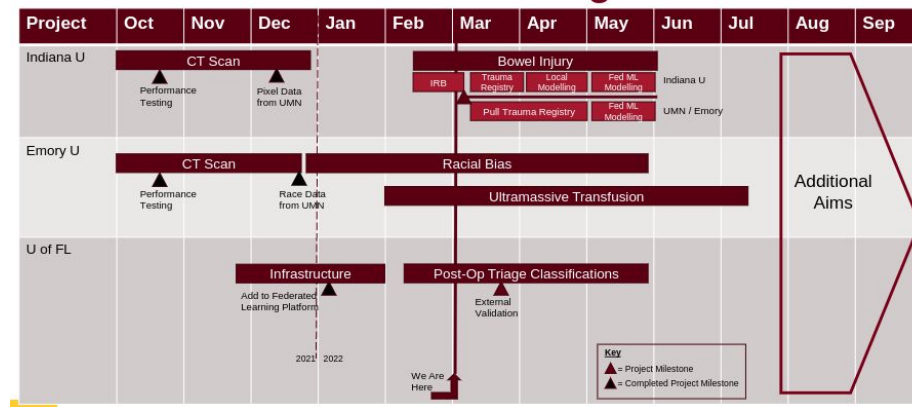 Project Oct Nov Dec Jan Feb Mar Apr May Jun Jul Aug Sep
Indiana U
CT Scan
Bowel Injury
Performance
Testing
Pixel Data
from UMN
IRB
Trauma
Registry
Local
Modelling
Fed ML
Modelling
Indiana U
Pull Trauma Registry
Fed ML
Modelling
UMN / Emory
Emory U
CT Scan
Racial Bias
Performance
Testing
Race Data
from UMN
Ultramassive Transfusion
Additional
Aims
U of FL
Infrastructure
Post-Op Triage Classifications
Add to Federated
Learning Platform
External
Validation
2021 2022
We Are
Here
Key
= Project Milestone
= Completed Project Milestone